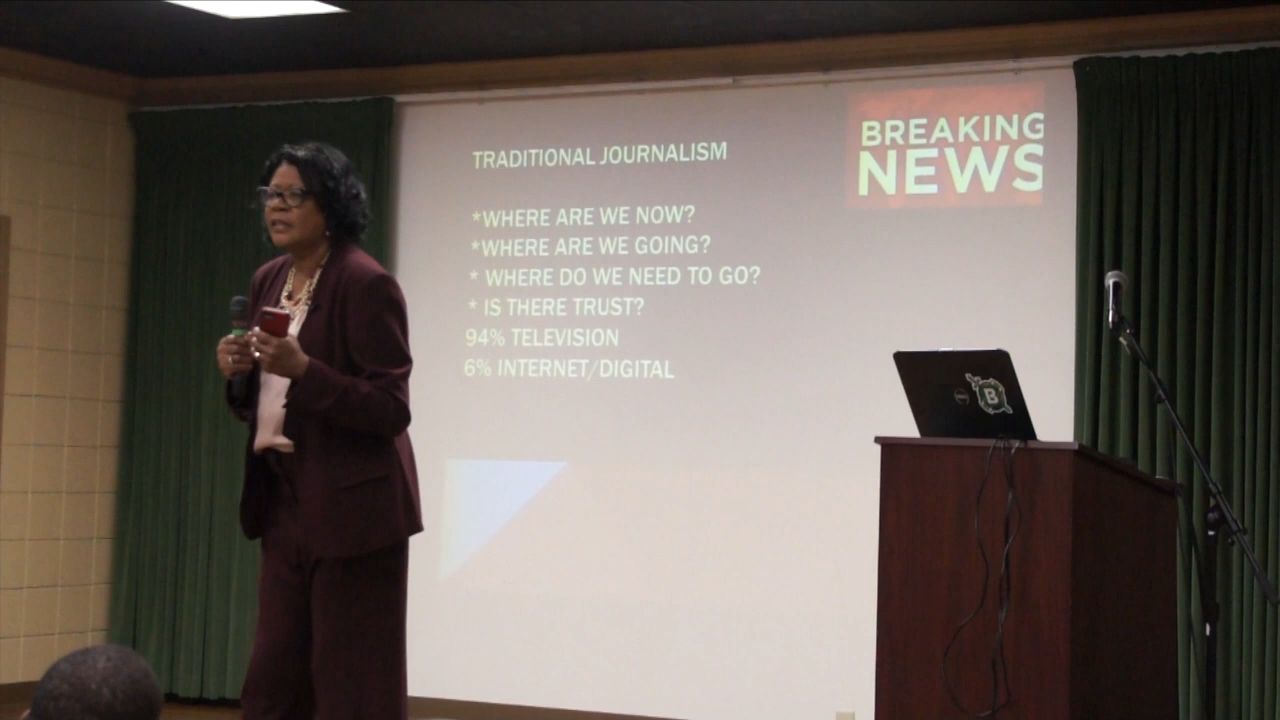 TRADITIONAL JOURNALISM
BREAKING
NEWS
*WHERE ARE WE NOW?
*WHERE ARE WE GOING?
* WHERE DO WE NEED TO GO?
* IS THERE TRUST?
94% TELEVISION
6% INTERNET/DIGITAL
B